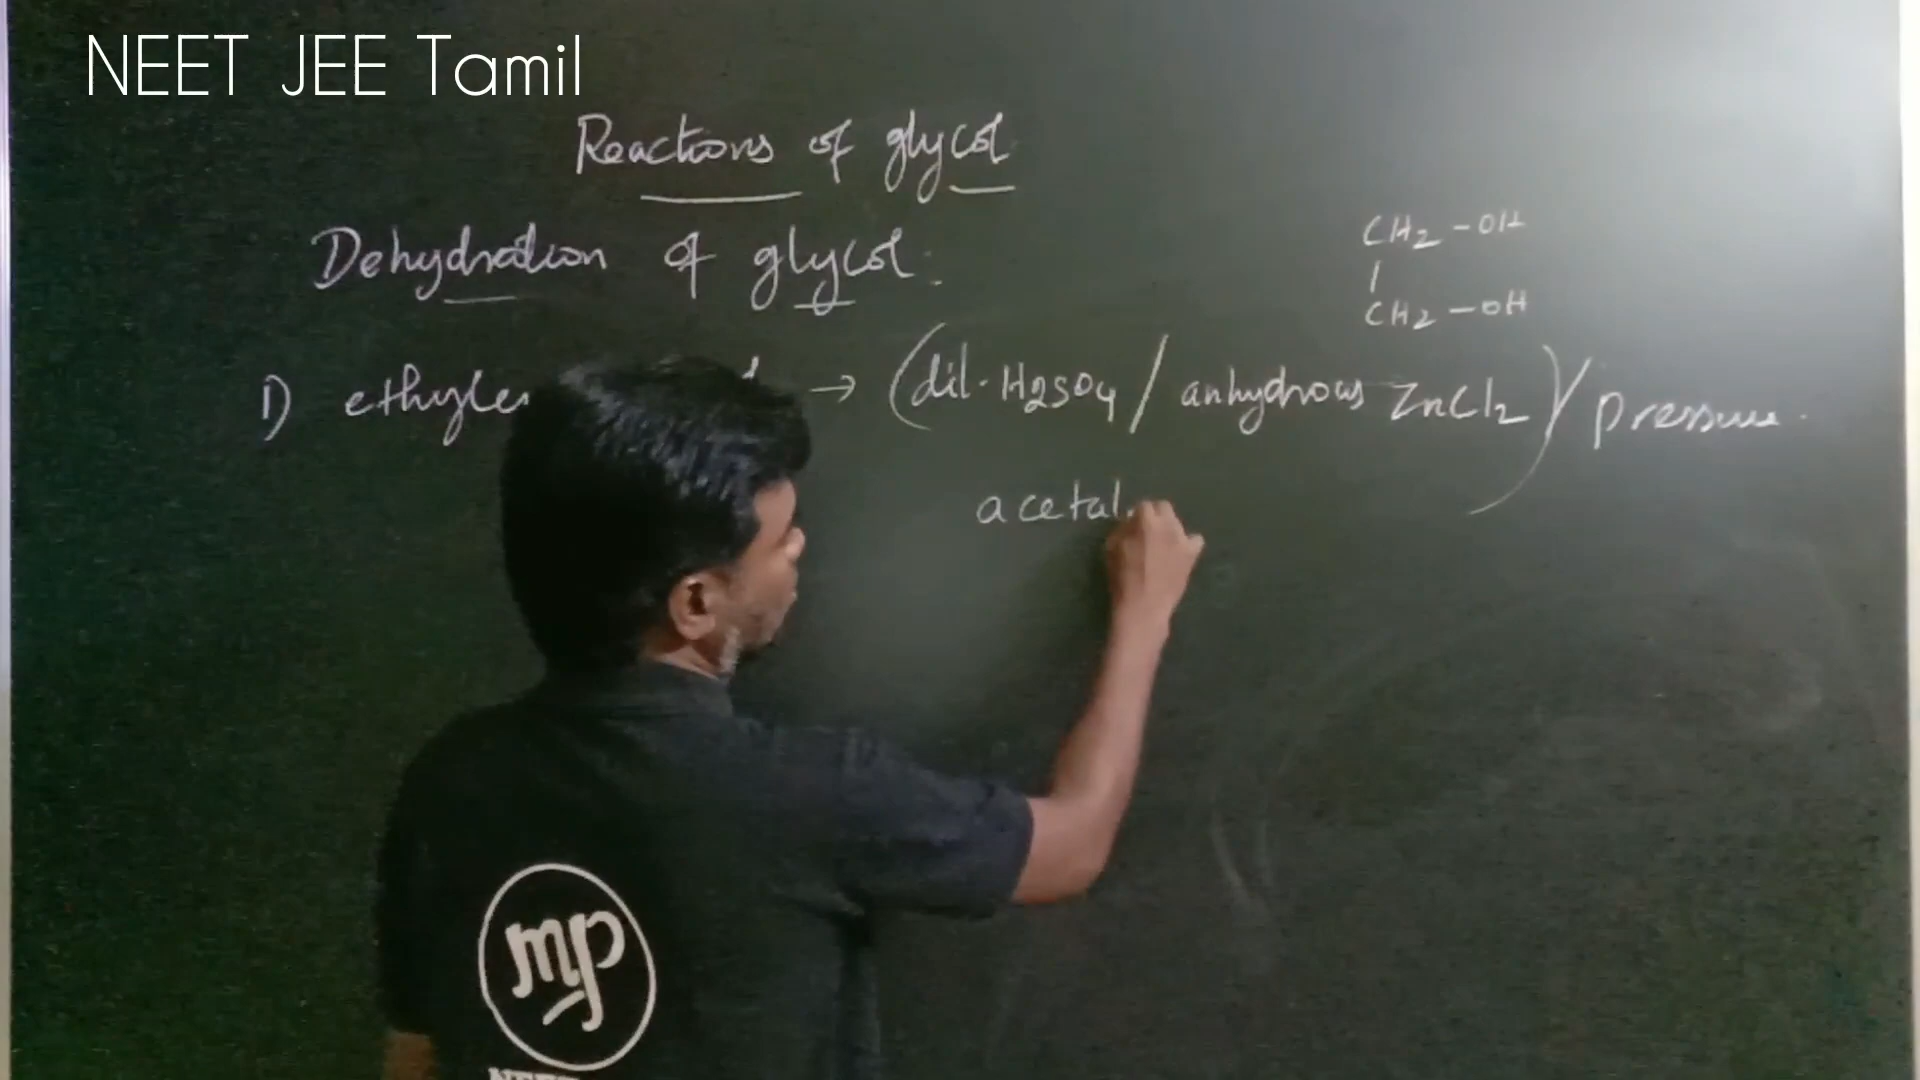 NEET JEE Tamil
Reactions of glycol
Dehydration of glycol:
CH2-OH
CH2-OH
1) → (dil. H2SO4/ anhydrous ZnCl2)/pressure.
acetal
mp